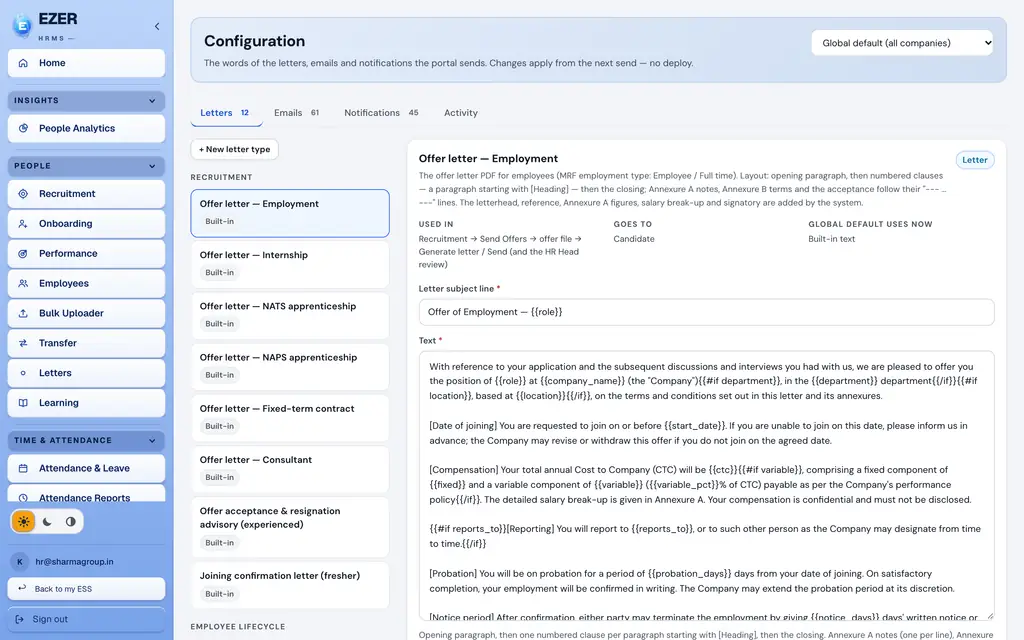 EZER
HRMS —
Home
INSIGHTS
People Analytics
PEOPLE
Recruitment
Onboarding
Performance
Employees
Bulk Uploader
Transfer
Letters
Learning
TIME & ATTENDANCE
Attendance & Leave
Attendance Reports
K hr@sharmagroup.in
Back to my ESS
Sign out
Configuration
The words of the letters, emails and notifications the portal sends. Changes apply from the next send — no deploy.
Global default (all companies)
Letters 12 Emails 61 Notifications 45 Activity
+ New letter type
RECRUITMENT
Offer letter — Employment
Built-in
Offer letter — Internship
Built-in
Offer letter — NATS apprenticeship
Built-in
Offer letter — NAPS apprenticeship
Built-in
Offer letter — Fixed-term contract
Built-in
Offer letter — Consultant
Built-in
Offer acceptance & resignation
advisory (experienced)
Built-in
Joining confirmation letter (fresher)
Built-in
EMPLOYEE LIFECYCLE
Offer letter — Employment
Letter
The offer letter PDF for employees (MRF employment type: Employee / Full time). Layout: opening paragraph, then numbered clauses
— a paragraph starting with [Heading] — then the closing; Annexure A notes, Annexure B terms and the acceptance follow their "--- …
---" lines. The letterhead, reference, Annexure A figures, salary break-up and signatory are added by the system.
USED IN
Recruitment → Send Offers → offer file →
Generate letter / Send (and the HR Head
review)
GOES TO
Candidate
GLOBAL DEFAULT USES NOW
Built-in text
Letter subject line *
Offer of Employment — {{role}}
Text *
With reference to your application and the subsequent discussions and interviews you had with us, we are pleased to offer you
the position of {{role}} at {{company_name}} (the "Company"){{#if department}}, in the {{department}} department{{/if}}{{#if
location}}, based at {{location}}{{/if}}, on the terms and conditions set out in this letter and its annexures.
[Date of joining] You are requested to join on or before {{start_date}}. If you are unable to join on this date, please inform us in
advance; the Company may revise or withdraw this offer if you do not join on the agreed date.
[Compensation] Your total annual Cost to Company (CTC) will be {{ctc}}{{#if variable}}, comprising a fixed component of
{{fixed}} and a variable component of {{variable}} ({{variable_pct}}% of CTC) payable as per the Company's performance
policy{{/if}}. The detailed salary break-up is given in Annexure A. Your compensation is confidential and must not be disclosed.
{{#if reports_to}}[Reporting] You will report to {{reports_to}}, or to such other person as the Company may designate from time
to time.{{/if}}
[Probation] You will be on probation for a period of {{probation_days}} days from your date of joining. On satisfactory
completion, your employment will be confirmed in writing. The Company may extend the probation period at its discretion.
[Notice period] After confirmation, either party may terminate the employment by giving {{notice_days}} days' written notice or
Opening paragraph, then one numbered clause per paragraph starting with [Heading], then the closing. Annexure A notes (one per line), Annexure